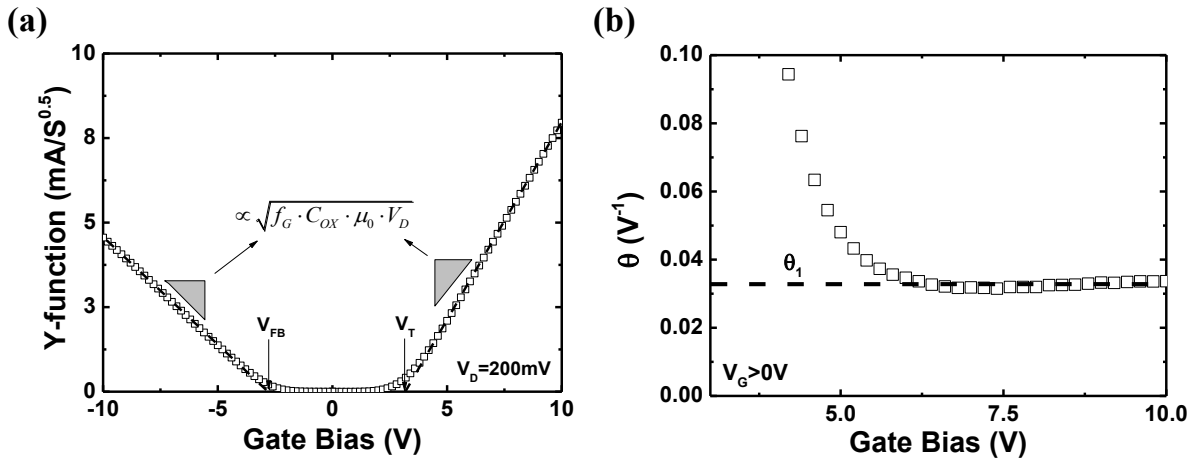 (a)
Y-function (mA/S^0.5)
10
8
5
3
0
∝√(f_G · C_OX · μ_0 · V_D)
V_FB
V_T
V_D=200mV
-10
-5
0
5
10
Gate Bias (V)
(b)
θ (V^-1)
0.10
0.08
0.06
0.04
0.02
0.00
θ_1
V_G>0V
5.0
7.5
10.0
Gate Bias (V)